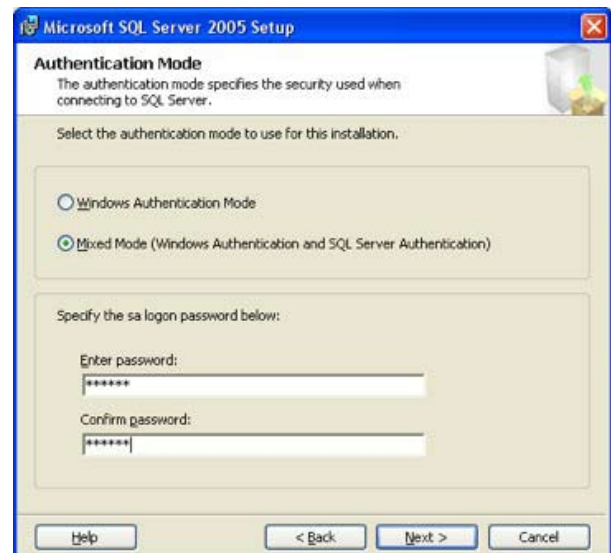 Microsoft SQL Server 2005 Setup
Authentication Mode
The authentication mode specifies the security used when
connecting to SQL Server.
Select the authentication mode to use for this installation.
Windows Authentication Mode
Mixed Mode (Windows Authentication and SQL Server Authentication)
Specify the sa logon password below:
Enter password:
******
Confirm password:
******
Help
< Back
Next >
Cancel